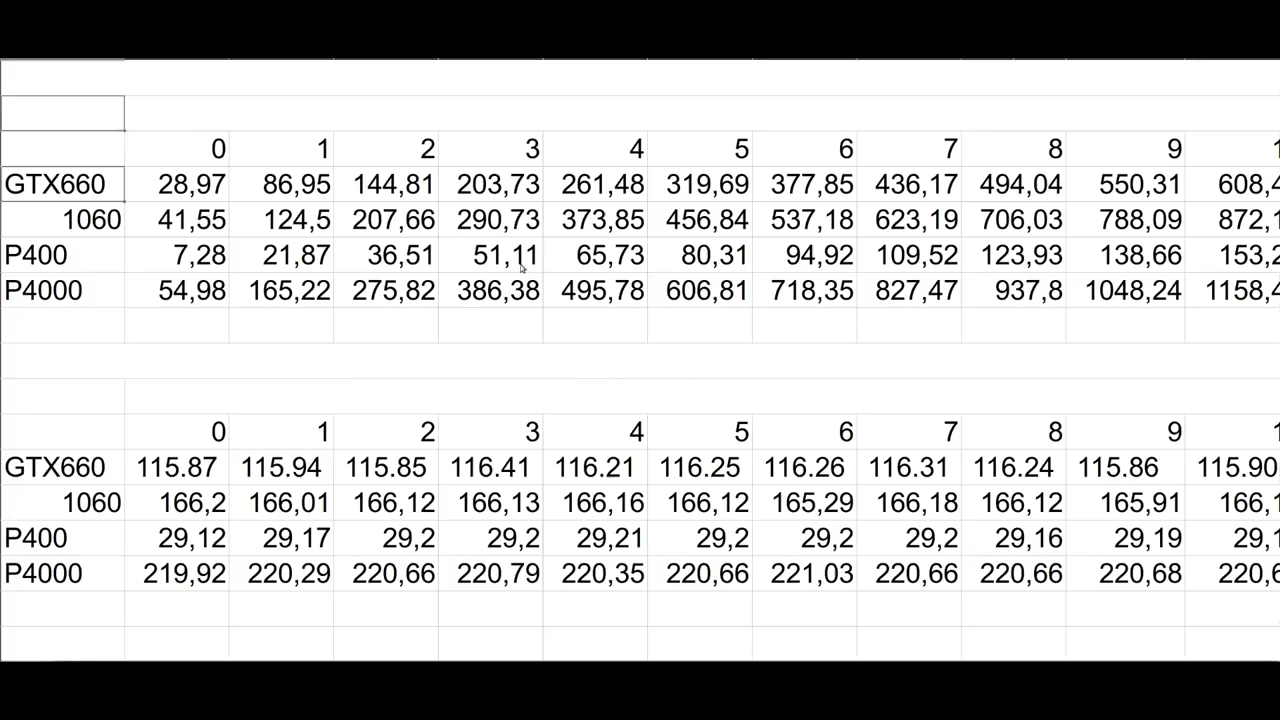 0 1 2 3 4 5 6 7 8 9
GTX660 28,97 86,95 144,81 203,73 261,48 319,69 377,85 436,17 494,04 550,31
1060 41,55 124,5 207,66 290,73 373,85 456,84 537,18 623,19 706,03 788,09
P400 7,28 21,87 36,51 51,11 65,73 80,31 94,92 109,52 123,93 138,66
P4000 54,98 165,22 275,82 386,38 495,78 606,81 718,35 827,47 937,8 1048,24
0 1 2 3 4 5 6 7 8 9
GTX660 115.87 115.94 115.85 116.41 116.21 116.25 116.26 116.31 116.24 115.86 115.90
1060 166,2 166,01 166,12 166,13 166,16 166,12 165,29 166,18 166,12 165,91
P400 29,12 29,17 29,2 29,2 29,21 29,2 29,2 29,2 29,16 29,19
P4000 219,92 220,29 220,66 220,79 220,35 220,66 221,03 220,66 220,66 220,68